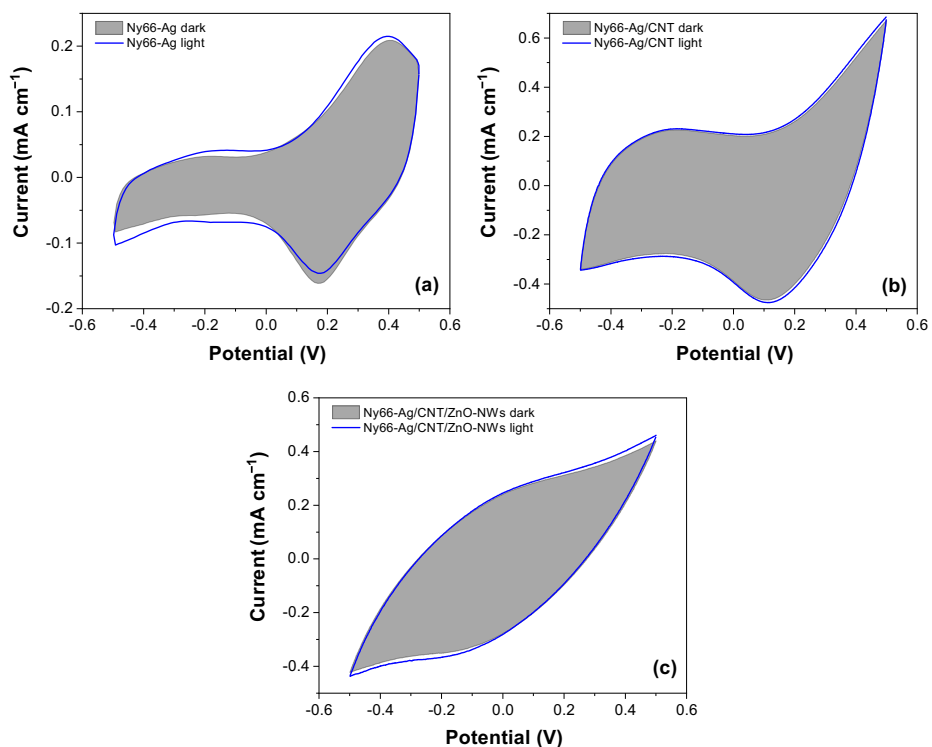 Ny66-Ag dark
Ny66-Ag light
0.2
0.1
0.0
-0.1
-0.2
Current (mA cm⁻¹)
-0.6
-0.4
-0.2
0.0
0.2
0.4
0.6
Potential (V)
(a)
Ny66-Ag/CNT dark
Ny66-Ag/CNT light
0.6
0.4
0.2
0.0
-0.2
-0.4
Current (mA cm⁻¹)
-0.6
-0.4
-0.2
0.0
0.2
0.4
0.6
Potential (V)
(b)
Ny66-Ag/CNT/ZnO-NWs dark
Ny66-Ag/CNT/ZnO-NWs light
0.6
0.4
0.2
0.0
-0.2
-0.4
Current (mA cm⁻¹)
-0.6
-0.4
-0.2
0.0
0.2
0.4
0.6
Potential (V)
(c)